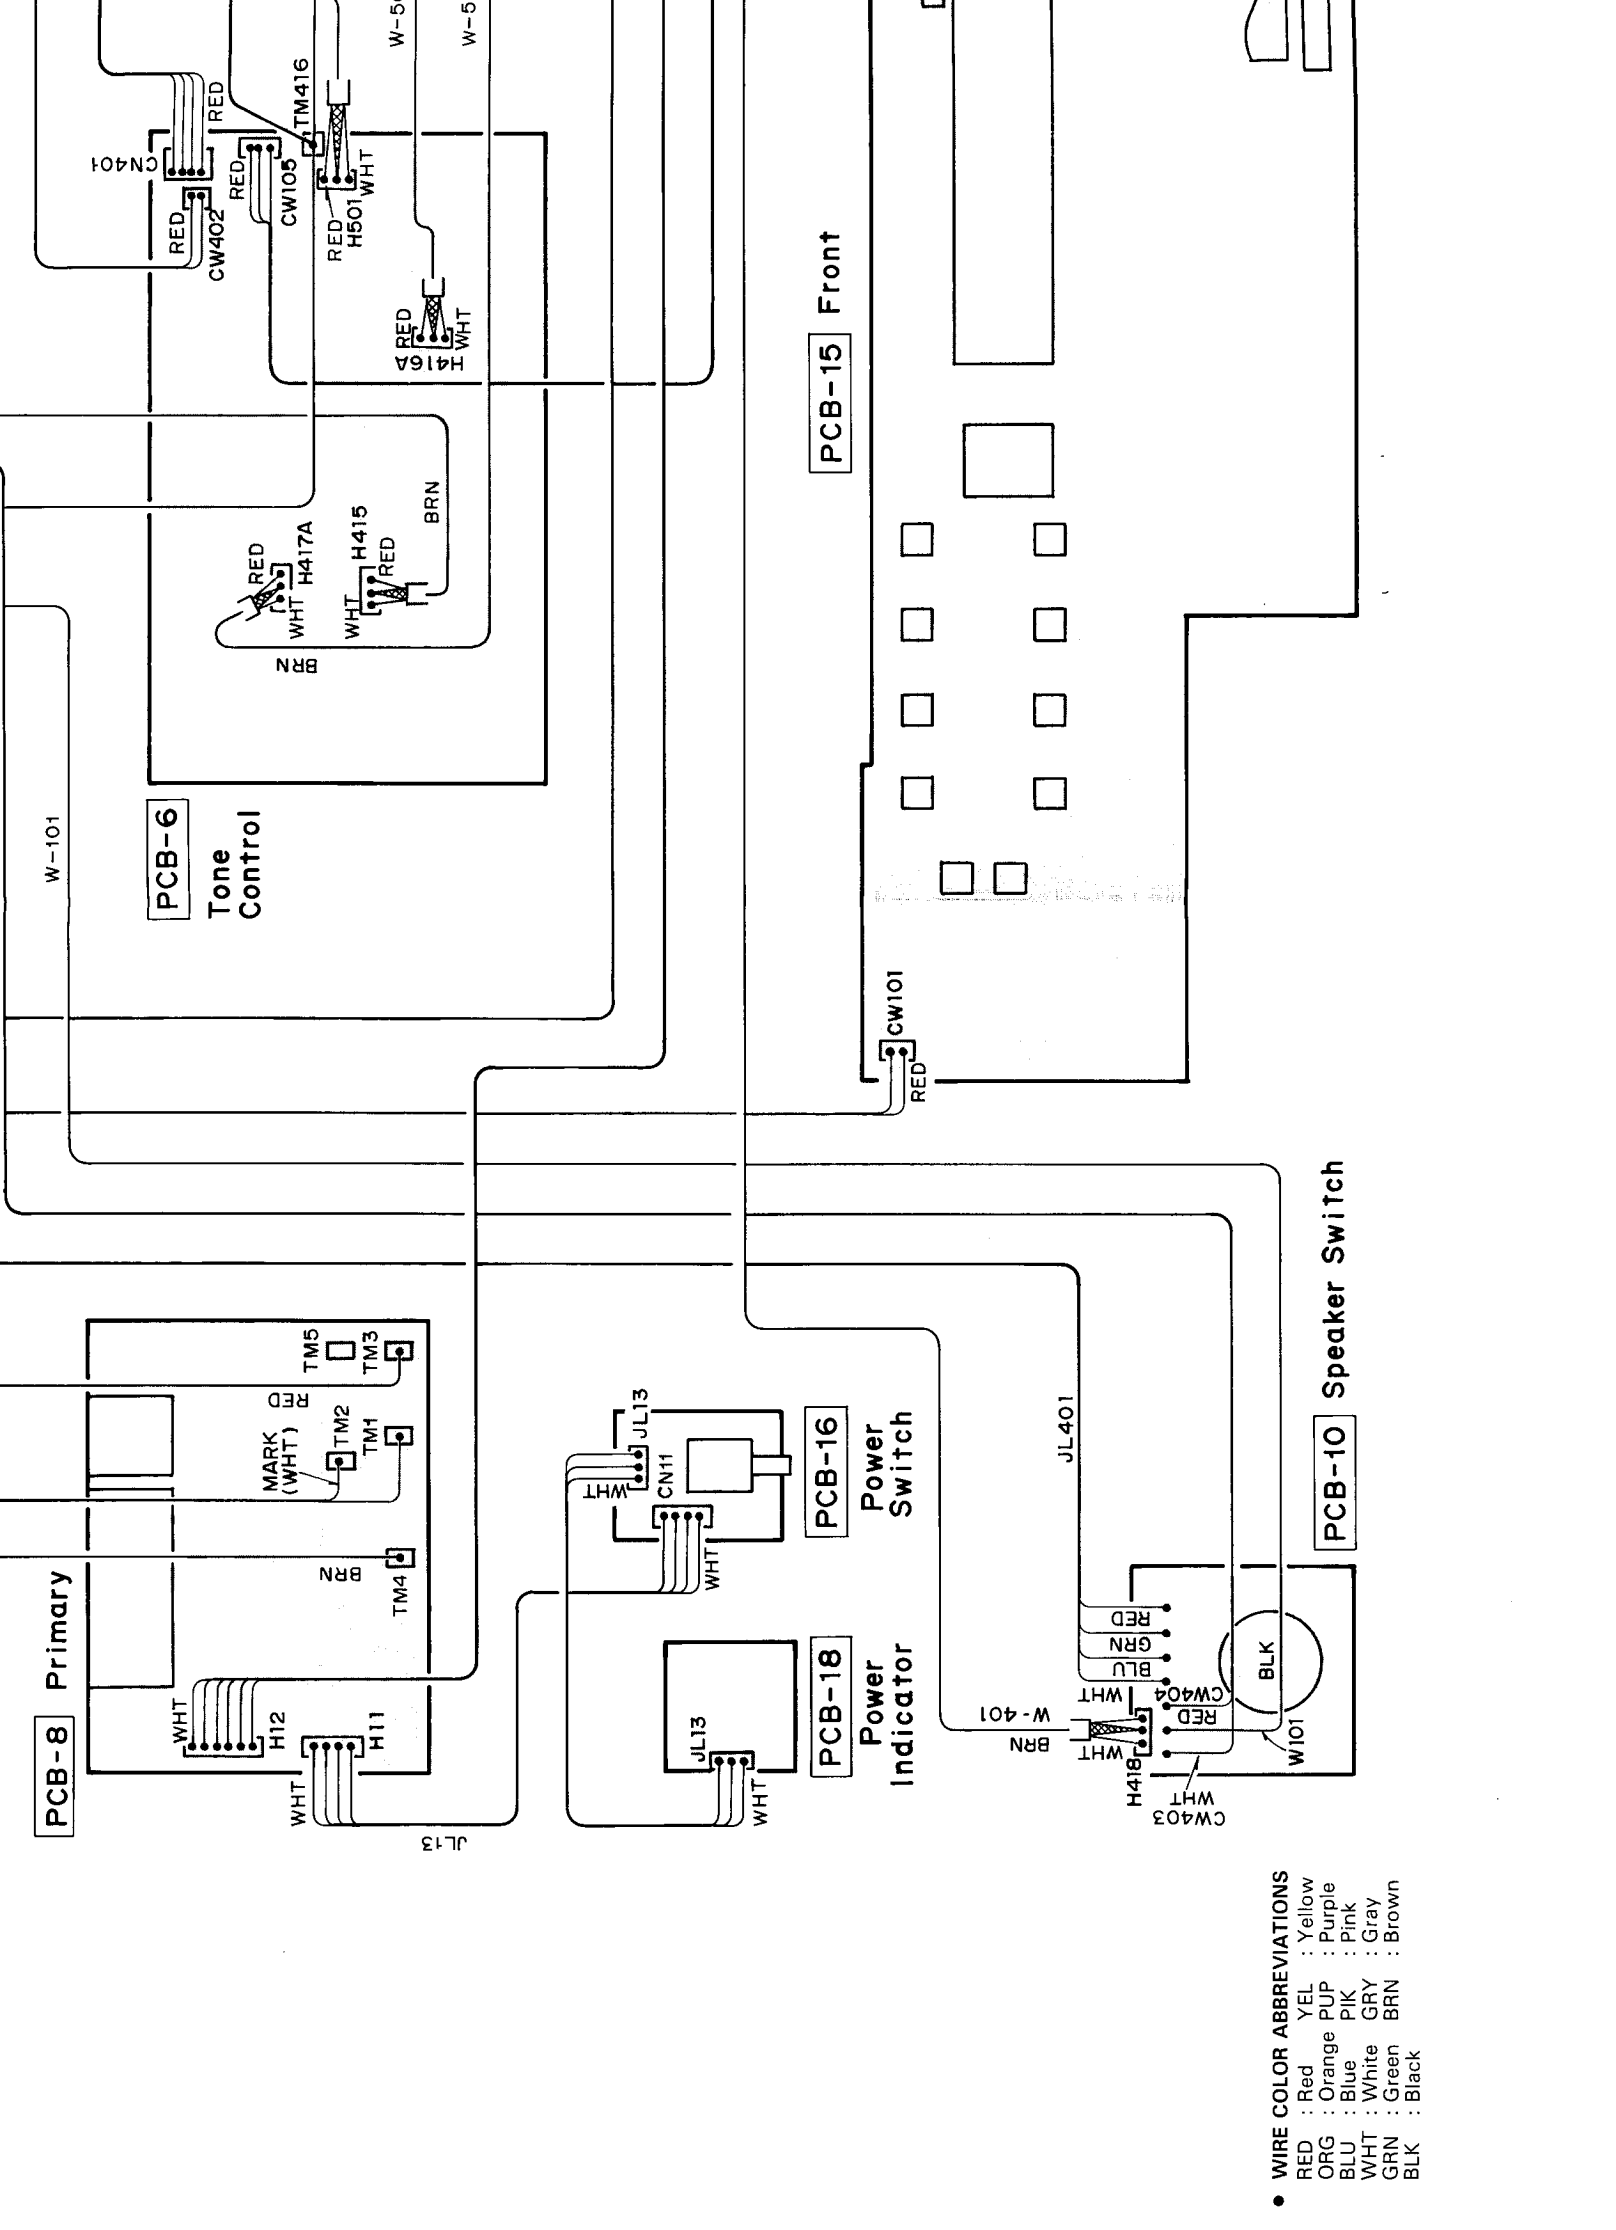 W-5
W-5
TM416
RED
CN401
RED
CW105
RED
CW402
WHT
RED
H501
RED
WHT
H416A
PCB-15 Front
BRN
H415
RED
WHT
RED
H417A
WHT
BRN
PCB-6
Tone
Control
W-101
CW101
RED
PCB-10 Speaker Switch
TM5
TM3
RED
TM2
TM1
MARK
(WHT)
BRN
TM4
PCB-8 Primary
WHT
H12
H11
WHT
JL13
JL13
WHT
CN11
WHT
PCB-16
Power
Switch
JL13
WHT
PCB-18
Power
Indicator
JL401
RED
GRN
BLU
WHT
CW404
RED
BLK
W-401
BRN
WHT
H418
W101
WHT
CW403
● WIRE COLOR ABBREVIATIONS
RED : Red YEL : Yellow
ORG : Orange PUP : Purple
BLU : Blue PIK : Pink
WHT : White GRY : Gray
GRN : Green BRN : Brown
BLK : Black